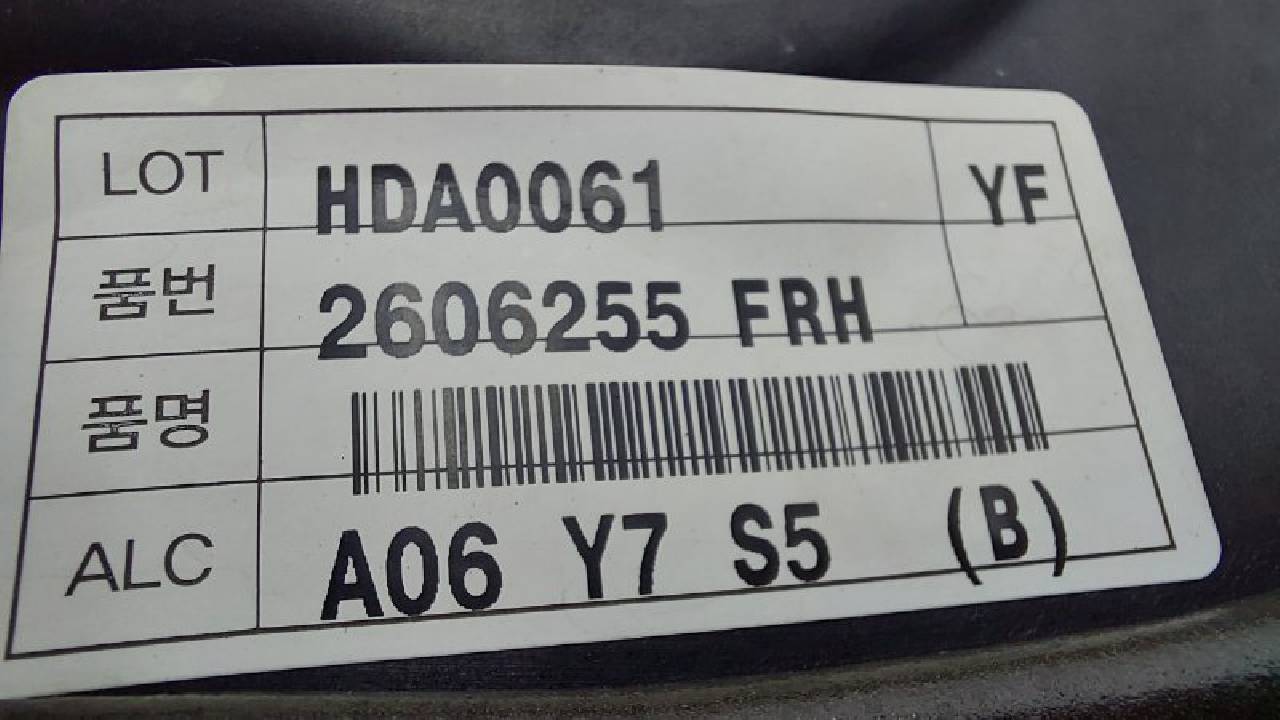 LOT HDA0061 YF
품번 2606255 FRH
품명
ALC A06 Y7 S5 (B)